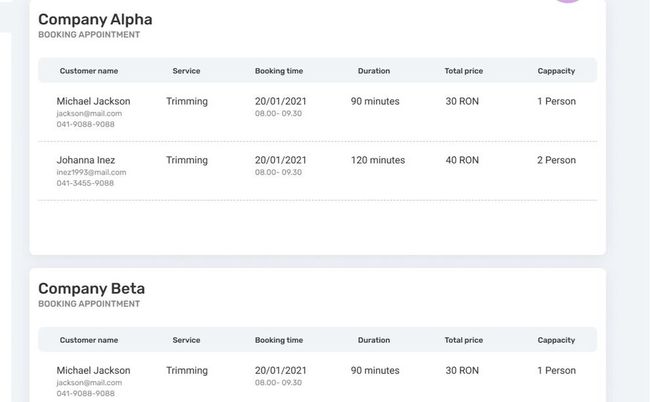 Company Alpha
BOOKING APPOINTMENT
Customer name Service Booking time Duration Total price Cappacity
Michael Jackson Trimming 20/01/2021 90 minutes 30 RON 1 Person
jackson@mail.com 08.00- 09.30
041-9088-9088
Johanna Inez Trimming 20/01/2021 120 minutes 40 RON 2 Person
inez1993@mail.com 08.00- 09.30
041-3455-9088
Company Beta
BOOKING APPOINTMENT
Customer name Service Booking time Duration Total price Cappacity
Michael Jackson Trimming 20/01/2021 90 minutes 30 RON 1 Person
jackson@mail.com 08.00- 09.30
041-9088-9088